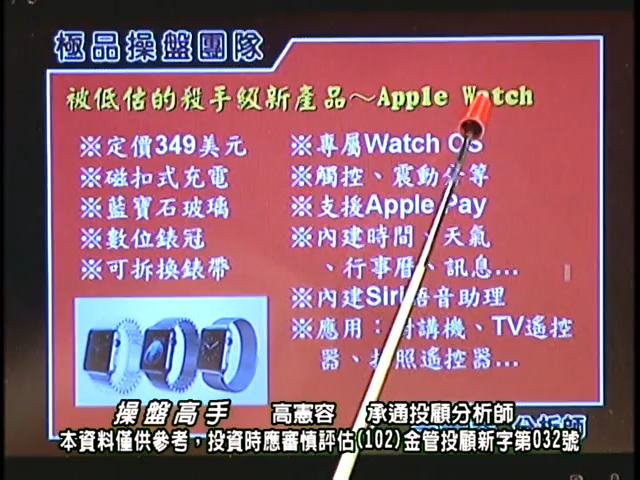 極品操盤團隊
被低估的殺手級新產品～Apple Watch
※定價349美元
※磁扣式充電
※藍寶石玻璃
※數位錶冠
※可拆換錶帶
※專屬Watch OS
※觸控、震動 等
※支援Apple Pay
※內建時間、天氣
、行事曆、訊息...
※內建Siri語音助理
※應用：對講機、TV遙控
器、拍照遙控器...
分析師
操盤高手 高憲容 承通投顧分析師
本資料僅供參考，投資時應審慎評估(102)金管投顧新字第032號